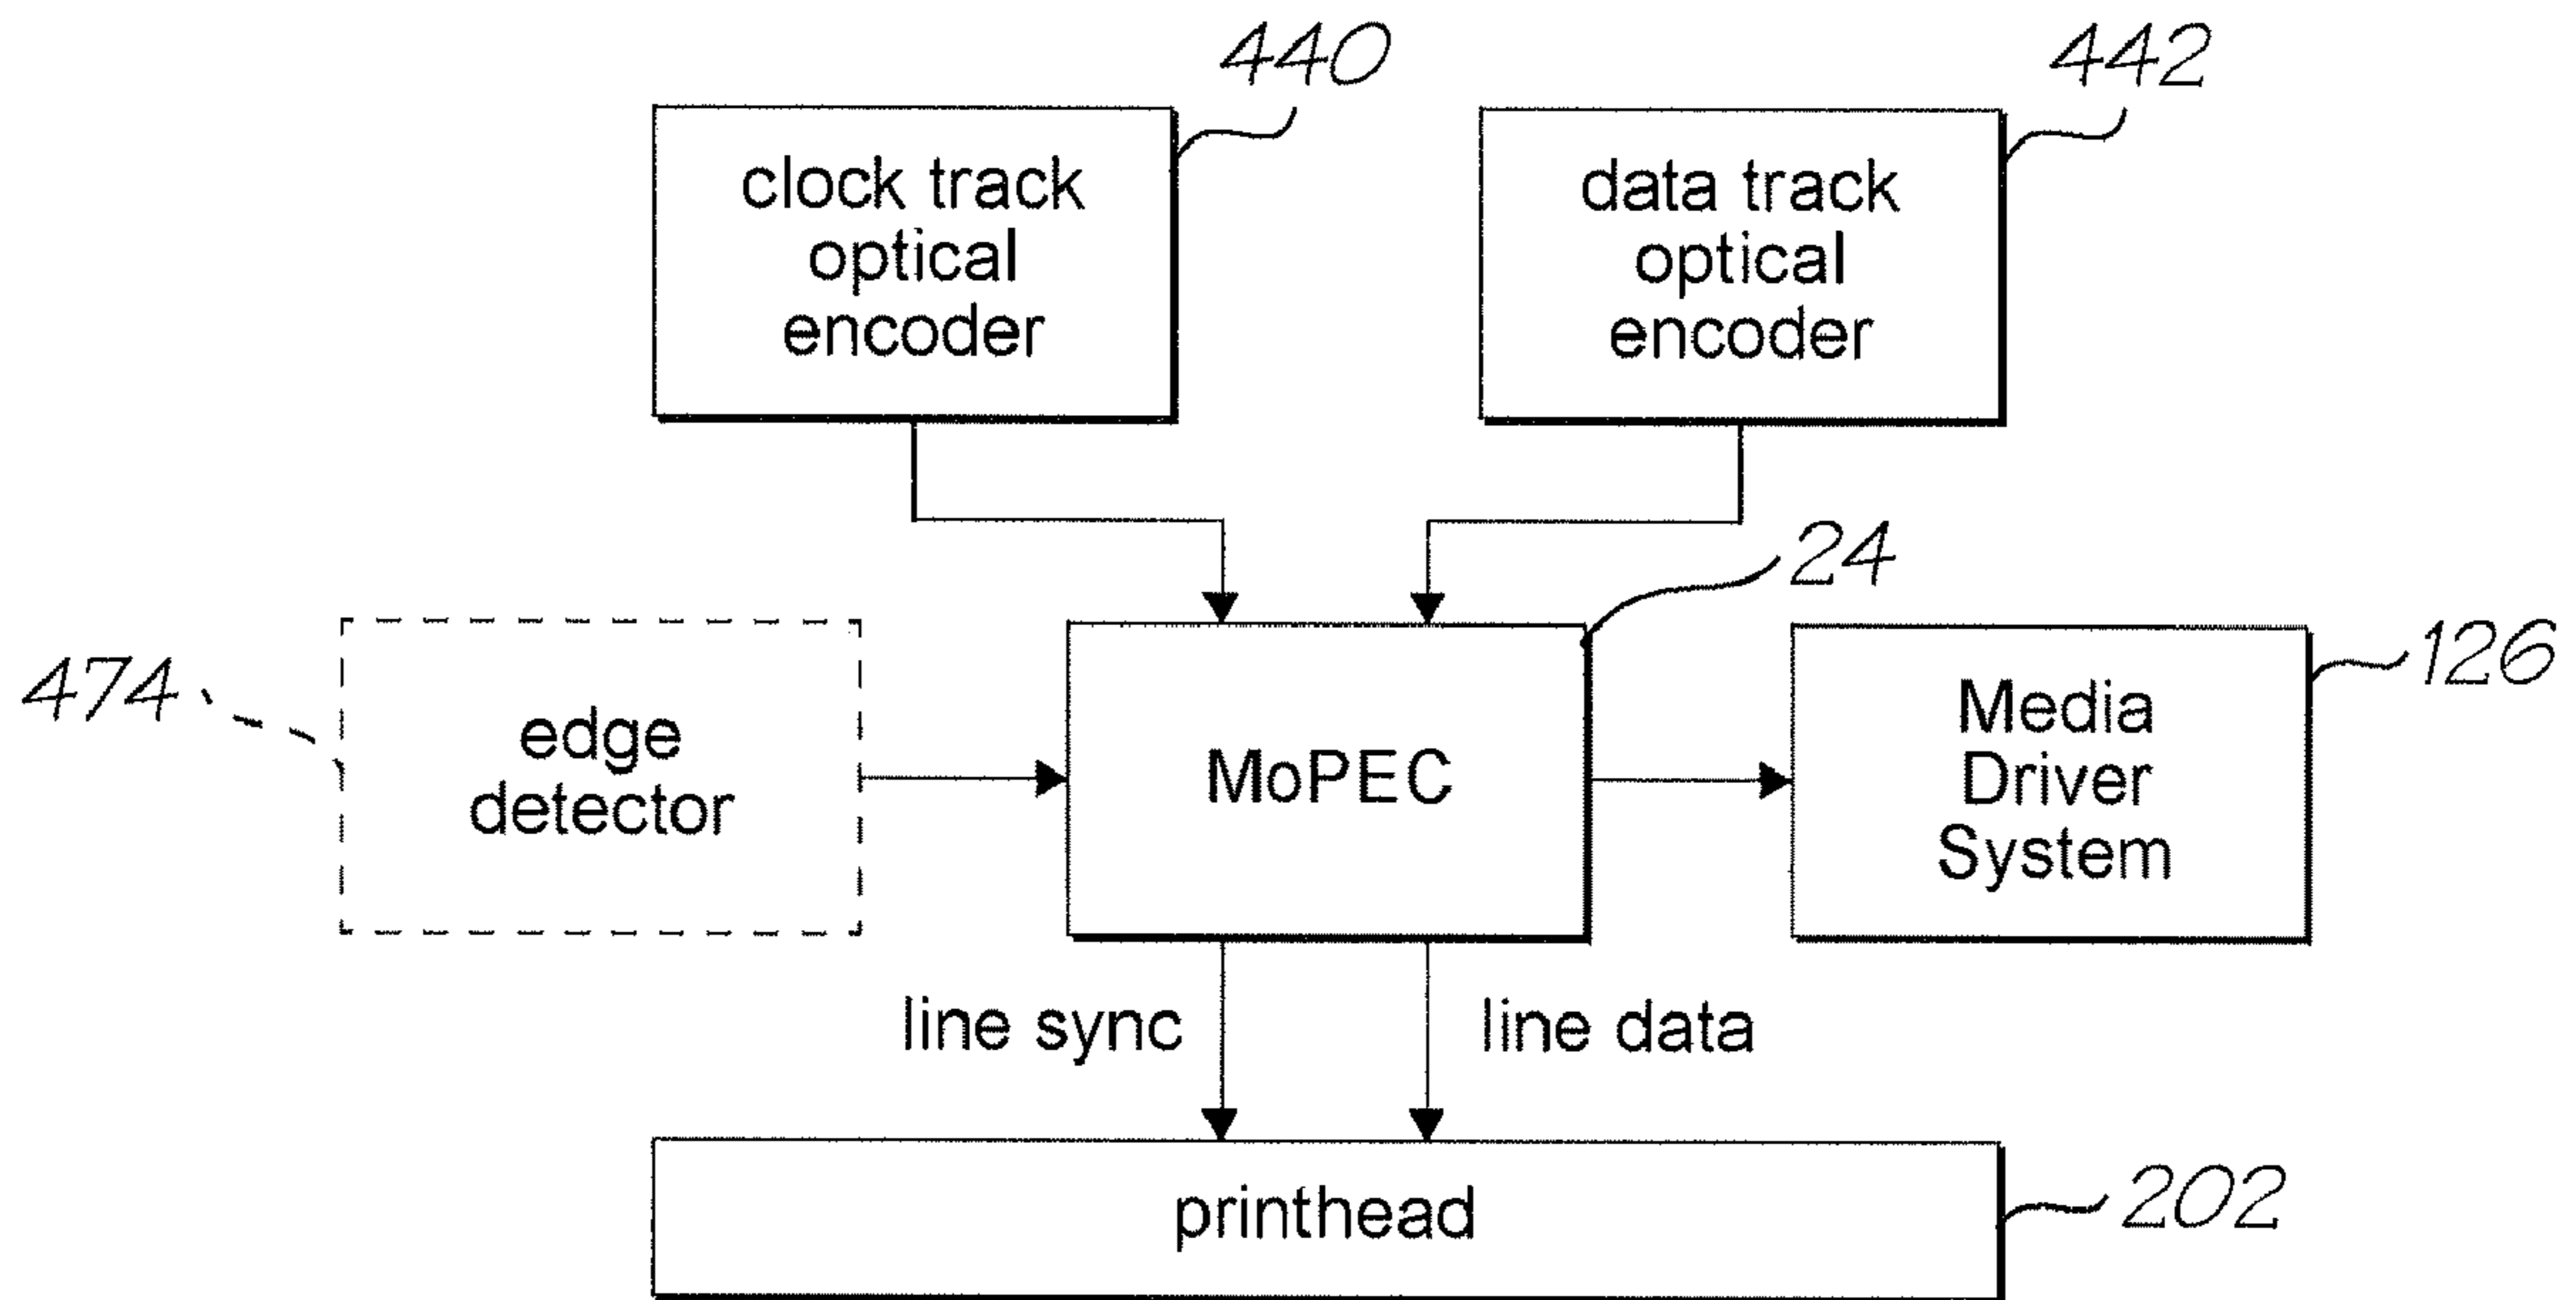 440
442
clock track
optical
encoder
data track
optical
encoder
24
474
edge
detector
MoPEC
Media
Driver
System
126
line sync
line data
printhead
202